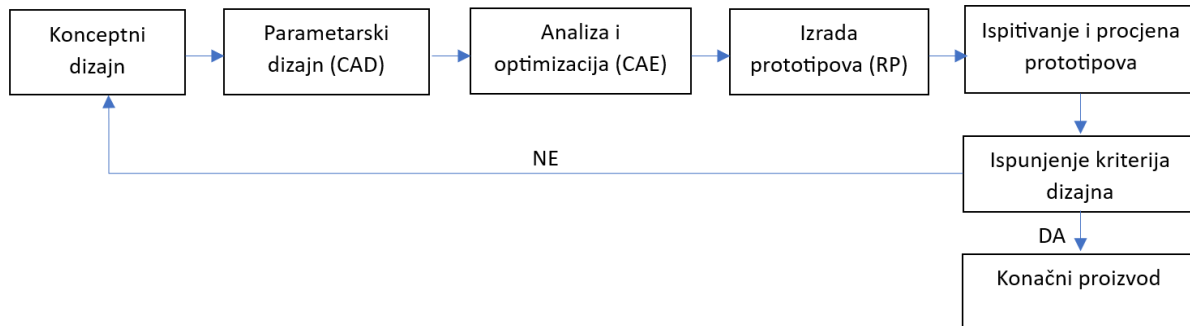 Konceptni
dizajn
Parametarski
dizajn (CAD)
Analiza i
optimizacija (CAE)
Izrada
prototipova (RP)
Ispitivanje i procjena
prototipova
NE
Ispunjenje kriterija
dizajna
DA
Konačni proizvod